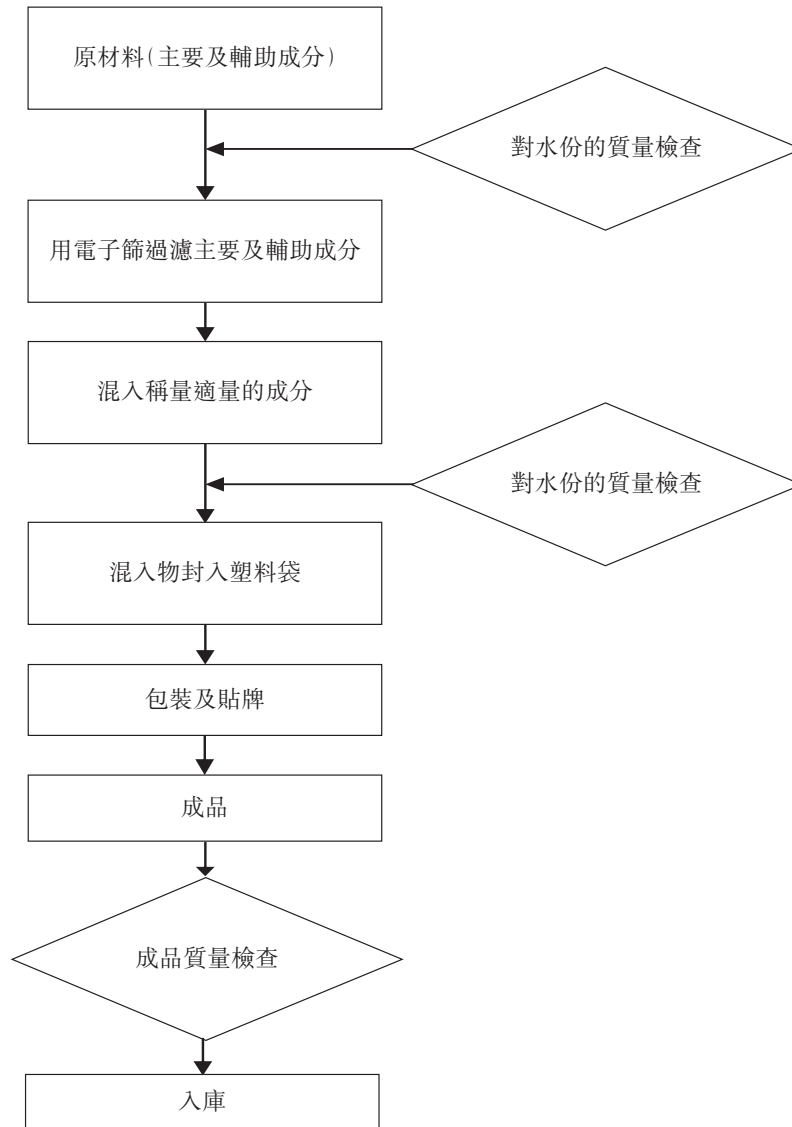 原材料(主要及輔助成分)
對水份的質量檢查
用電子篩過濾主要及輔助成分
混入稱量適量的成分
對水份的質量檢查
混入物封入塑料袋
包裝及貼牌
成品
成品質量檢查
入庫